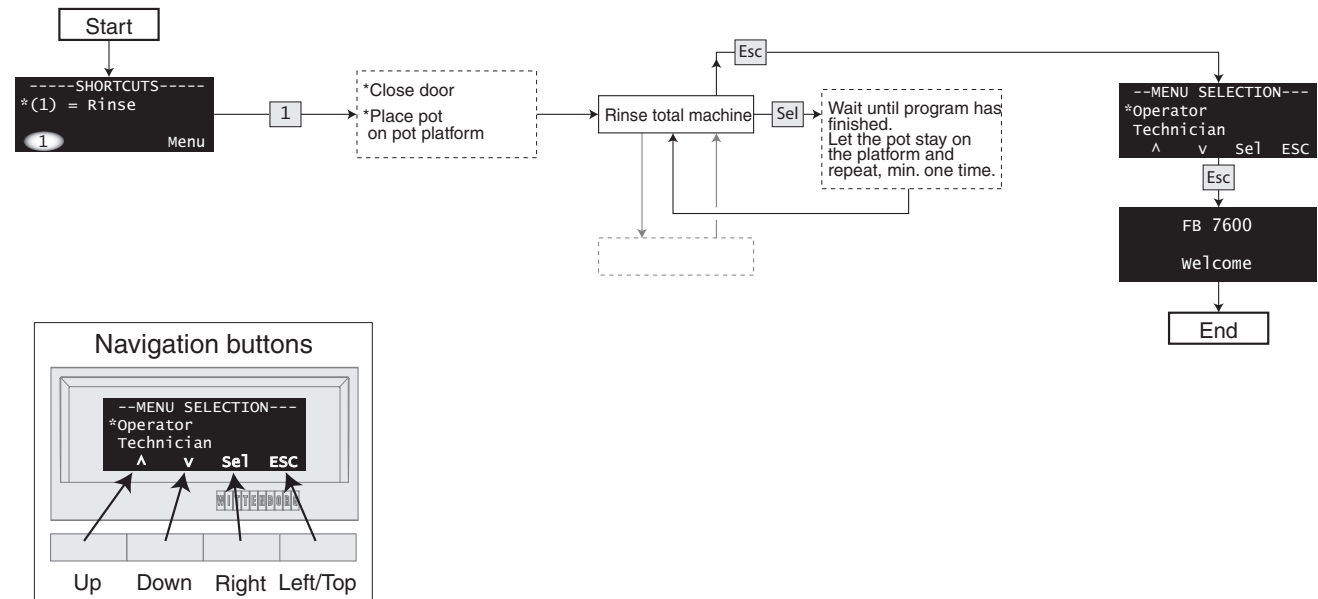 Start
-----SHORTCUTS-----
*(1) = Rinse
1 Menu
1
*Close door
*Place pot
on pot platform
Rinse total machine
Esc
Sel
Wait until program has
finished.
Let the pot stay on
the platform and
repeat, min. one time.
--MENU SELECTION---
*Operator
Technician
^ v Sel ESC
Esc
FB 7600
Welcome
End
Navigation buttons
--MENU SELECTION---
*Operator
Technician
^ v Sel ESC
WITTENBORG
Up Down Right Left/Top